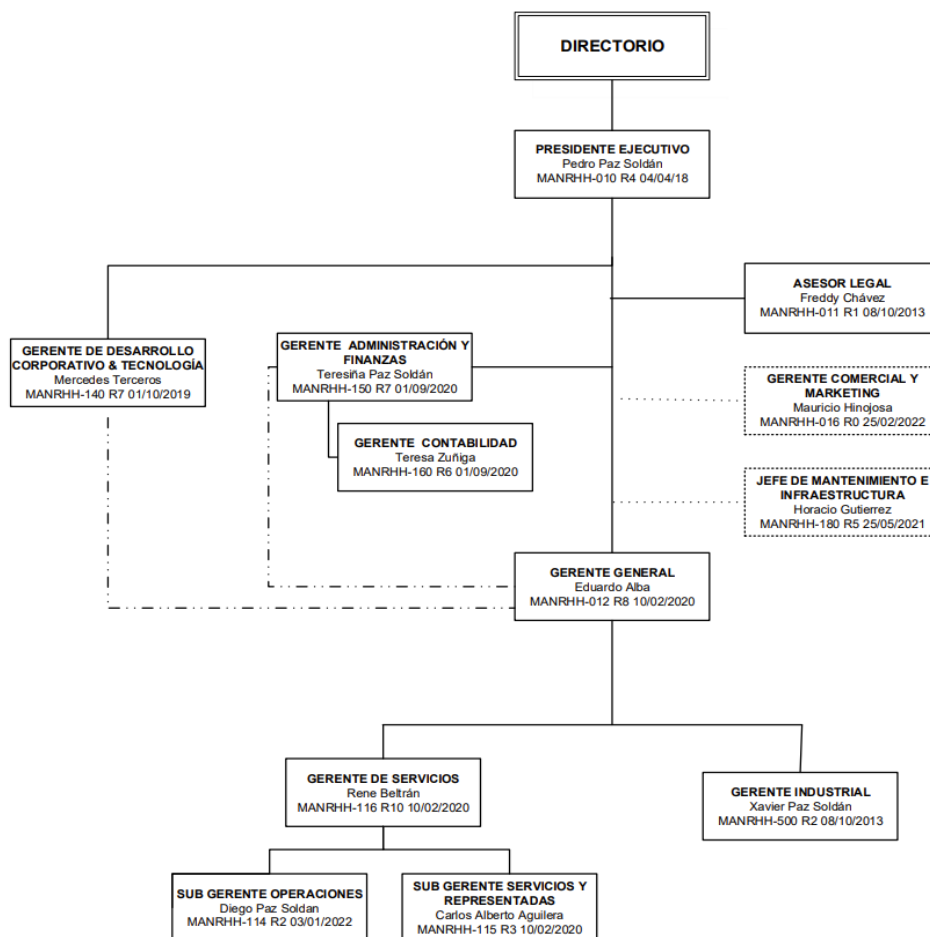 DIRECTORIO
PRESIDENTE EJECUTIVO
Pedro Paz Soldán
MANRHH-010 R4 04/04/18
ASESOR LEGAL
Freddy Chávez
MANRHH-011 R1 08/10/2013
GERENTE DE DESARROLLO
CORPORATIVO & TECNOLOGÍA
Mercedes Terceros
MANRHH-140 R7 01/10/2019
GERENTE ADMINISTRACIÓN Y
FINANZAS
Teresiña Paz Soldán
MANRHH-150 R7 01/09/2020
GERENTE COMERCIAL Y
MARKETING
Mauricio Hinojosa
MANRHH-016 R0 25/02/2022
GERENTE CONTABILIDAD
Teresa Zuñiga
MANRHH-160 R6 01/09/2020
JEFE DE MANTENIMIENTO E
INFRAESTRUCTURA
Horacio Gutierrez
MANRHH-180 R5 25/05/2021
GERENTE GENERAL
Eduardo Alba
MANRHH-012 R8 10/02/2020
GERENTE DE SERVICIOS
Rene Beltrán
MANRHH-116 R10 10/02/2020
GERENTE INDUSTRIAL
Xavier Paz Soldán
MANRHH-500 R2 08/10/2013
SUB GERENTE OPERACIONES
Diego Paz Soldan
MANRHH-114 R2 03/01/2022
SUB GERENTE SERVICIOS Y
REPRESENTADAS
Carlos Alberto Aguilera
MANRHH-115 R3 10/02/2020